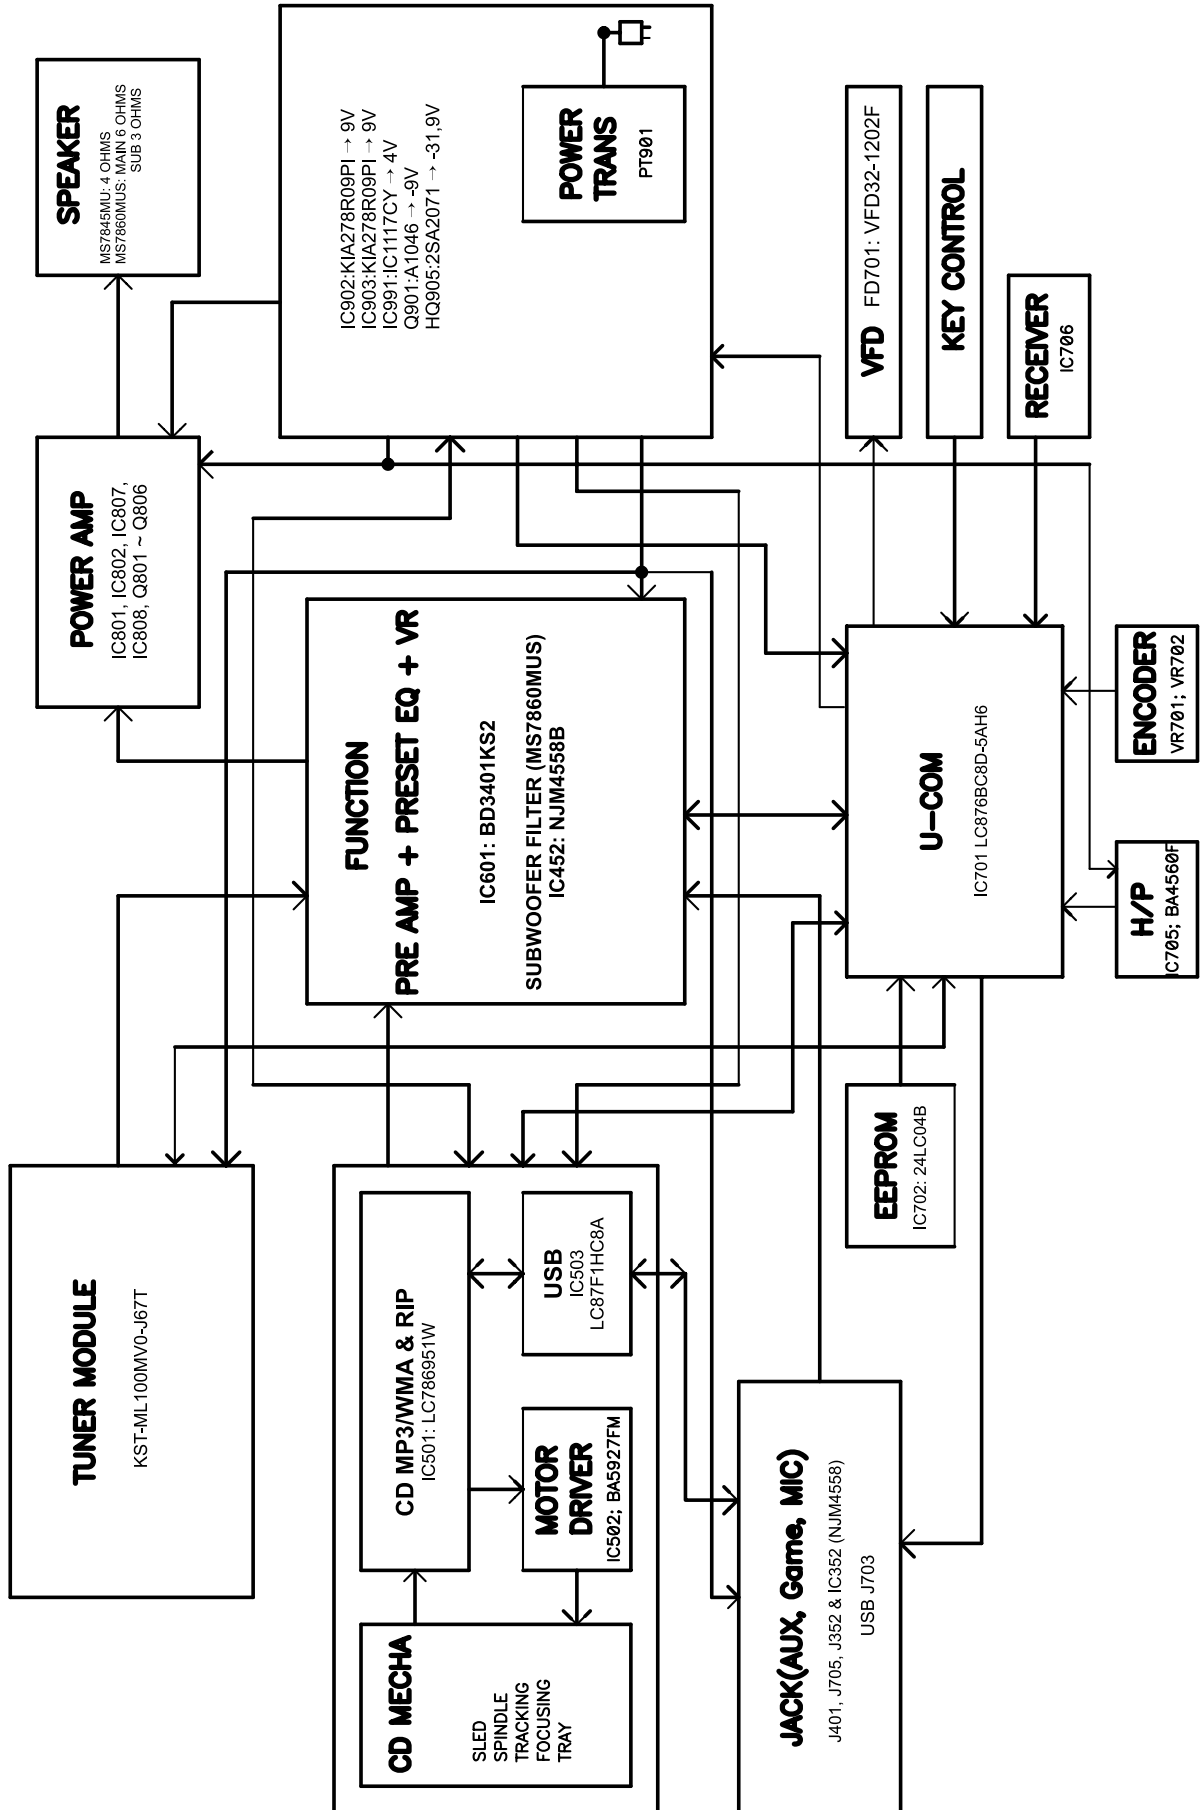 TUNER MODULE
KST-ML100MV0-J67T
POWER AMP
IC801, IC802, IC807,
IC808, Q801 ~ Q806
SPEAKER
MS7845MU: 4 OHMS
MS7860MUS: MAIN 6 OHMS
SUB 3 OHMS
CD MECHA
SLED
SPINDLE
TRACKING
FOCUSING
TRAY
CD MP3/WMA & RIP
IC501: LC786951W
MOTOR
DRIVER
IC502; BA5927FM
USB
IC503
LC87F1HC8A
FUNCTION
PRE AMP + PRESET EQ + VR
IC601: BD3401KS2
SUBWOOFER FILTER (MS7860MUS)
IC452: NJM4558B
IC902:KIA278R09PI → 9V
IC903:KIA278R09PI → 9V
IC991:IC1117CY → 4V
Q901:A1046 → -9V
HQ905:2SA2071 → -31,9V
POWER
TRANS
PT901
JACK(AUX, Game, MIC)
J401, J705, J352 & IC352 (NJM4558)
USB J703
EEPROM
IC702: 24LC04B
U-COM
IC701 LC876BC8D-5AH6
VFD FD701: VFD32-1202F
KEY CONTROL
RECEIVER
IC706
H/P
IC705; BA4560F
ENCODER
VR701; VR702